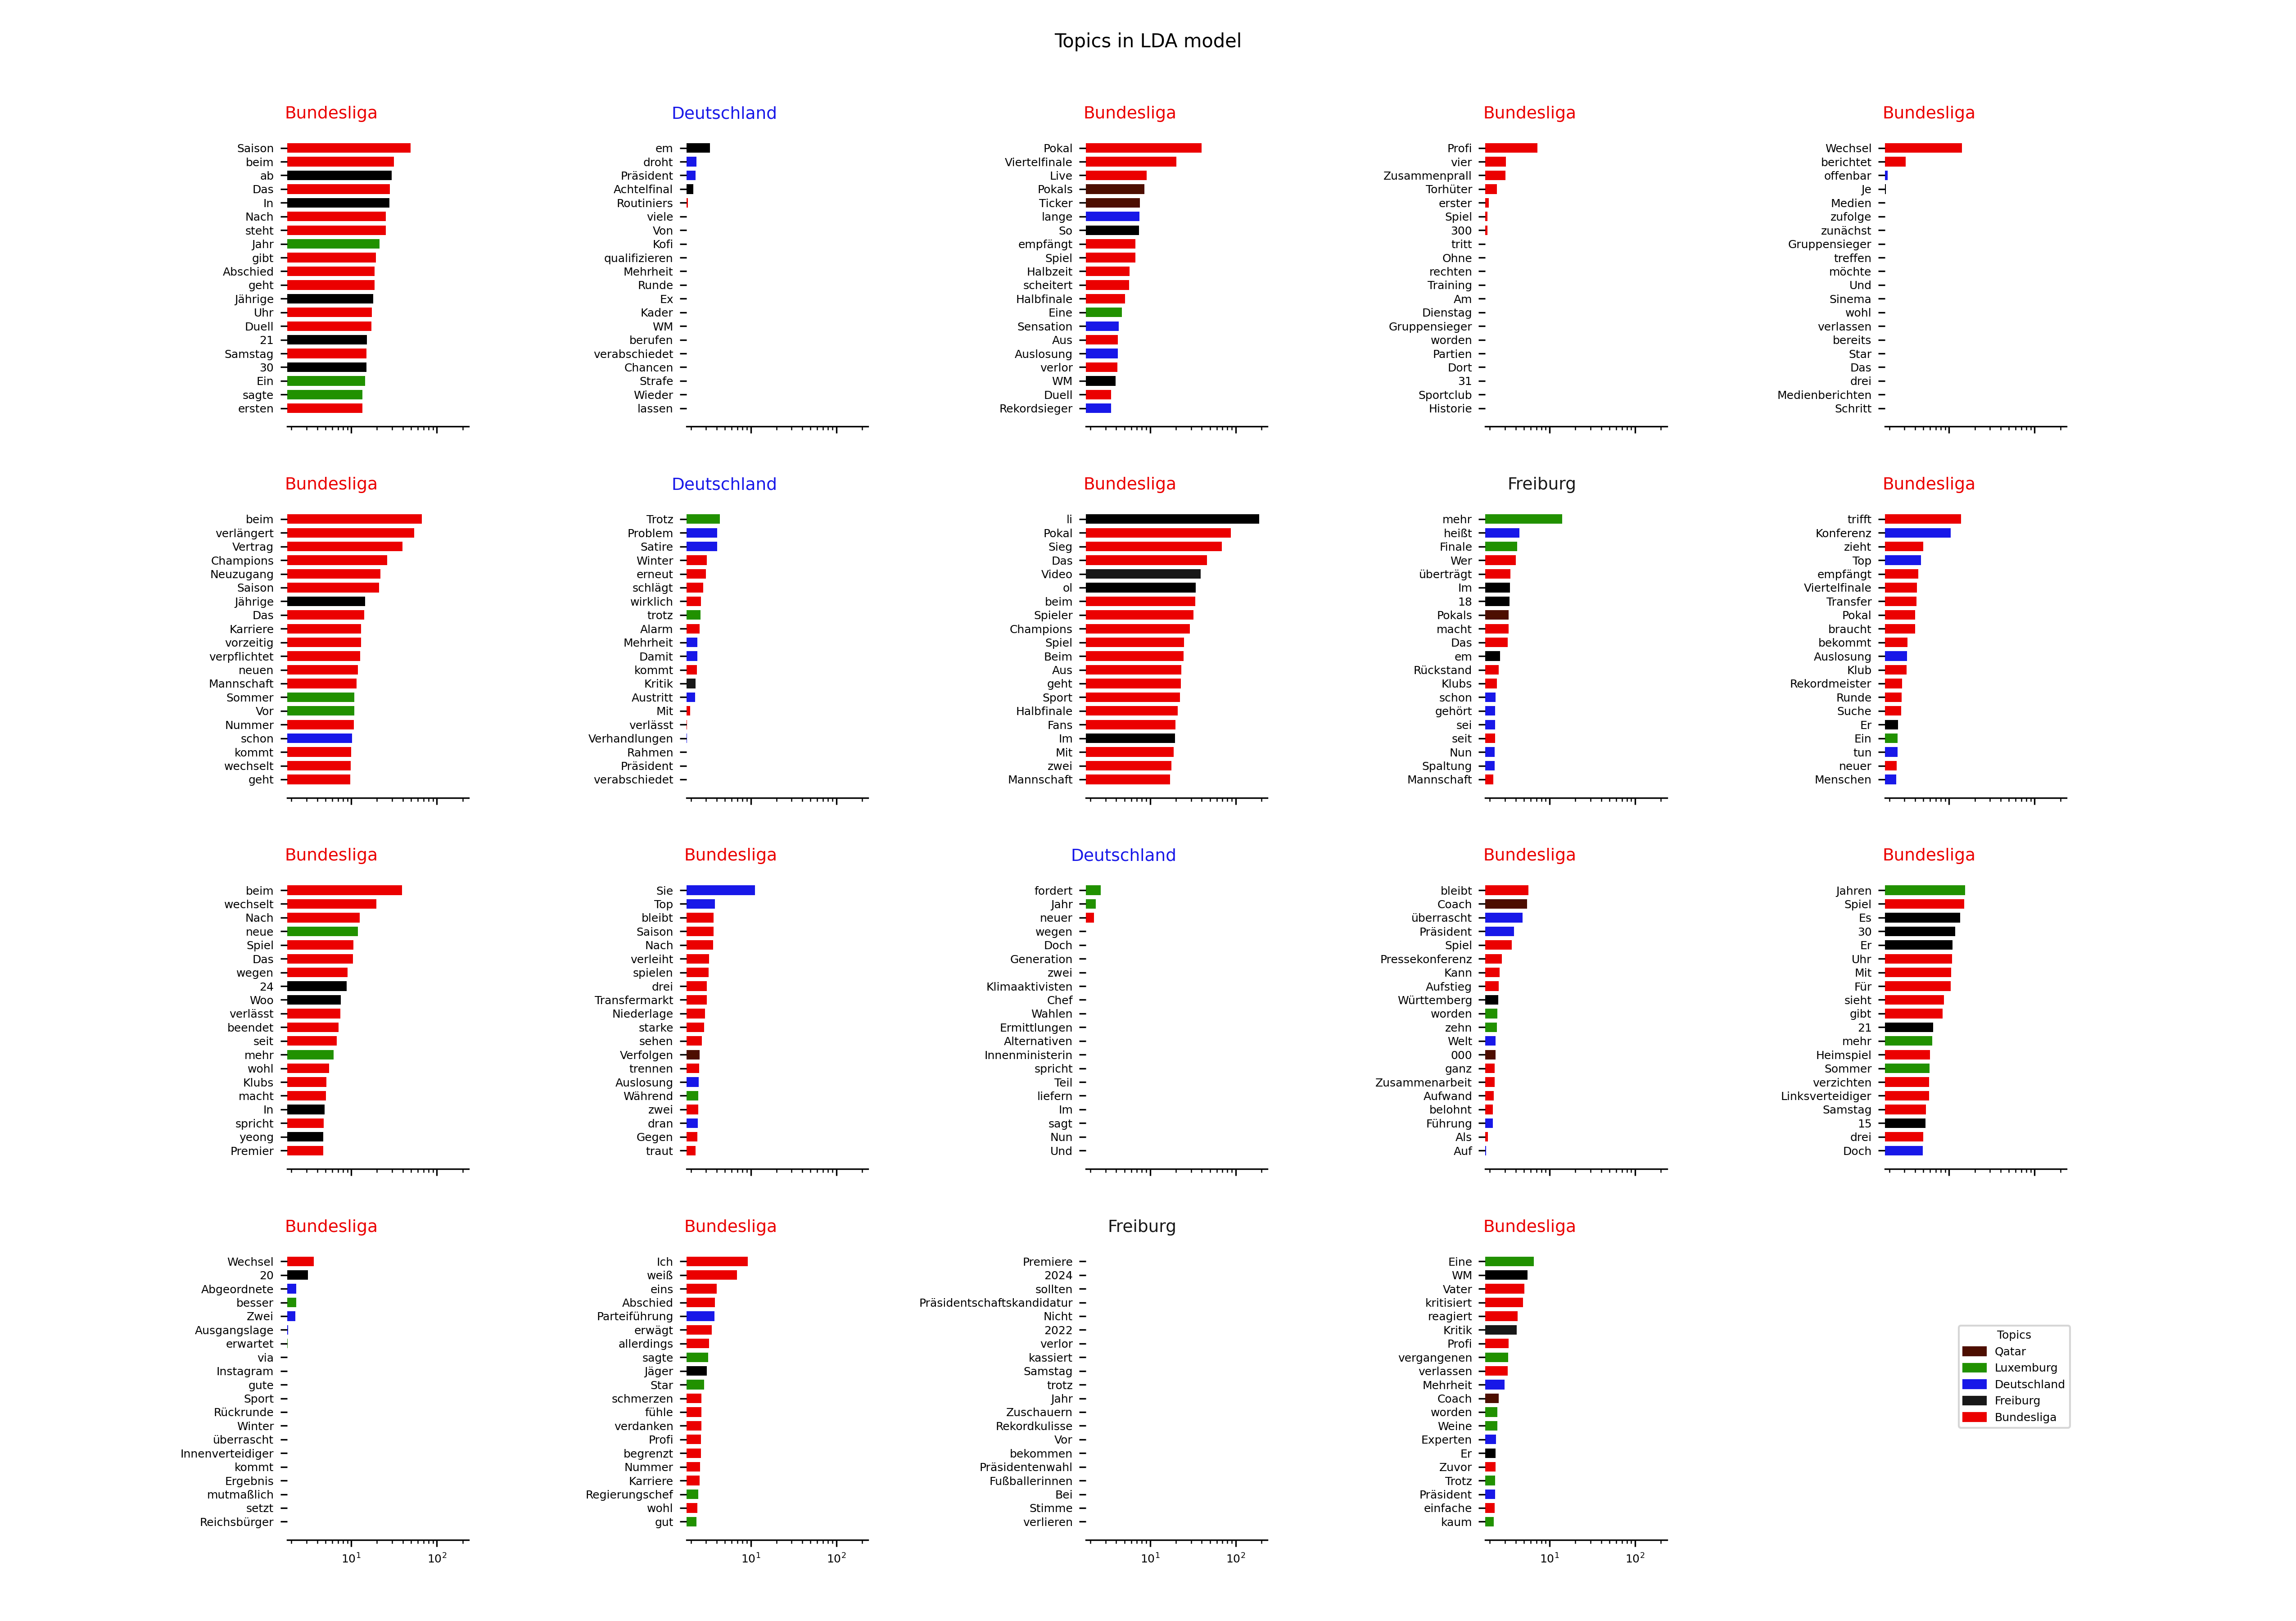 Topics in LDA model
Bundesliga
Saison
beim
ab
Das
In
Nach
steht
Jahr
gibt
Abschied
geht
Jährige
Uhr
Duell
21
Samstag
30
Ein
sagte
ersten
Deutschland
em
droht
Präsident
Achtelfinal
Routiniers
viele
Von
Kofi
qualifizieren
Mehrheit
Runde
Ex
Kader
WM
berufen
verabschiedet
Chancen
Strafe
Wieder
lassen
Bundesliga
Pokal
Viertelfinale
Live
Pokals
Ticker
lange
So
empfängt
Spiel
Halbzeit
scheitert
Halbfinale
Eine
Sensation
Aus
Auslosung
verlor
WM
Duell
Rekordsieger
Bundesliga
Profi
vier
Zusammenprall
Torhüter
erster
Spiel
300
tritt
Ohne
rechten
Training
Am
Dienstag
Gruppensieger
worden
Partien
Dort
31
Sportclub
Historie
Bundesliga
Wechsel
berichtet
offenbar
Je
Medien
zufolge
zunächst
Gruppensieger
treffen
möchte
Und
Sinema
wohl
verlassen
bereits
Star
Das
drei
Medienberichten
Schritt
Bundesliga
beim
verlängert
Vertrag
Champions
Neuzugang
Saison
Jährige
Das
Karriere
vorzeitig
verpflichtet
neuen
Mannschaft
Sommer
Vor
Nummer
schon
kommt
wechselt
geht
Deutschland
Trotz
Problem
Satire
Winter
erneut
schlägt
wirklich
trotz
Alarm
Mehrheit
Damit
kommt
Kritik
Austritt
Mit
verlässt
Verhandlungen
Rahmen
Präsident
verabschiedet
Bundesliga
li
Pokal
Sieg
Das
Video
ol
beim
Spieler
Champions
Spiel
Beim
Aus
geht
Sport
Halbfinale
Fans
Im
Mit
zwei
Mannschaft
Freiburg
mehr
heißt
Finale
Wer
überträgt
Im
18
Pokals
macht
Das
em
Rückstand
Klubs
schon
gehört
sei
seit
Nun
Spaltung
Mannschaft
Bundesliga
trifft
Konferenz
zieht
Top
empfängt
Viertelfinale
Transfer
Pokal
braucht
bekommt
Auslosung
Klub
Rekordmeister
Runde
Suche
Er
Ein
tun
neuer
Menschen
Bundesliga
beim
wechselt
Nach
neue
Spiel
Das
wegen
24
Woo
verlässt
beendet
seit
mehr
wohl
Klubs
macht
In
spricht
yeong
Premier
Bundesliga
Sie
Top
bleibt
Saison
Nach
verleiht
spielen
drei
Transfermarkt
Niederlage
starke
sehen
Verfolgen
trennen
Auslosung
Während
zwei
dran
Gegen
traut
Deutschland
fordert
Jahr
neuer
wegen
Doch
Generation
zwei
Klimaaktivisten
Chef
Wahlen
Ermittlungen
Alternativen
Innenministerin
spricht
Teil
liefern
Im
sagt
Nun
Und
Bundesliga
bleibt
Coach
überrascht
Präsident
Spiel
Pressekonferenz
Kann
Aufstieg
Württemberg
worden
zehn
Welt
000
ganz
Zusammenarbeit
Aufwand
belohnt
Führung
Als
Auf
Bundesliga
Jahren
Spiel
Es
30
Er
Uhr
Mit
Für
sieht
gibt
21
mehr
Heimspiel
Sommer
verzichten
Linksverteidiger
Samstag
15
drei
Doch
Bundesliga
Wechsel
20
Abgeordnete
besser
Zwei
Ausgangslage
erwartet
via
Instagram
gute
Sport
Rückrunde
Winter
überrascht
Innenverteidiger
kommt
Ergebnis
mutmaßlich
setzt
Reichsbürger
10¹ 10²
Bundesliga
Ich
weiß
eins
Abschied
Parteiführung
erwägt
allerdings
sagte
Jäger
Star
schmerzen
fühle
verdanken
Profi
begrenzt
Nummer
Karriere
Regierungschef
wohl
gut
10¹ 10²
Freiburg
Premiere
2024
sollten
Präsidentschaftskandidatur
Nicht
2022
verlor
kassiert
Samstag
trotz
Jahr
Zuschauern
Rekordkulisse
Vor
bekommen
Präsidentenwahl
Fußballerinnen
Bei
Stimme
verlieren
10¹ 10²
Bundesliga
Eine
WM
Vater
kritisiert
reagiert
Kritik
Profi
vergangenen
verlassen
Mehrheit
Coach
worden
Weine
Experten
Er
Zuvor
Trotz
Präsident
einfache
kaum
10¹ 10²
Topics
Qatar
Luxemburg
Deutschland
Freiburg
Bundesliga